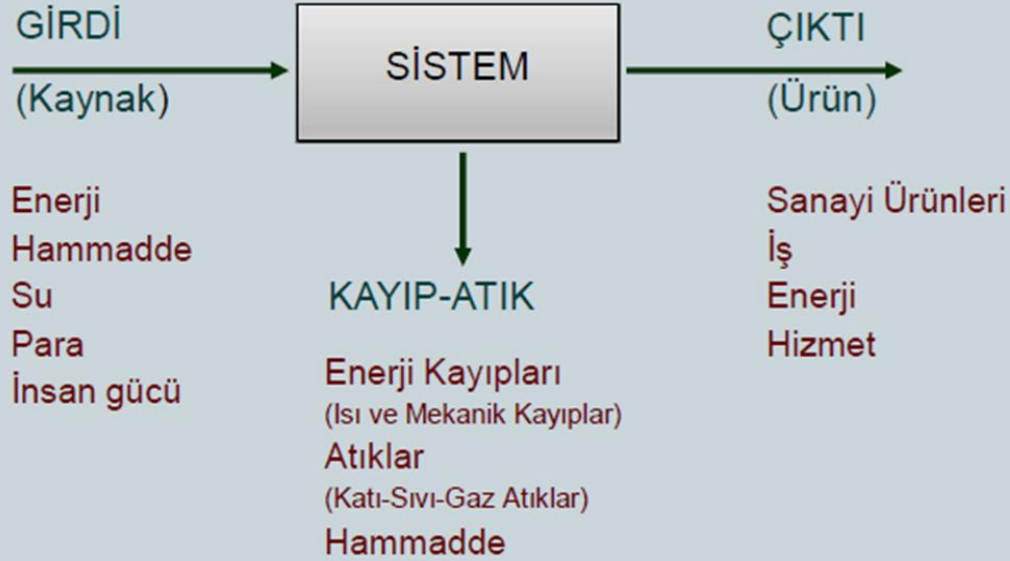 GİRDİ
(Kaynak)
Enerji
Hammadde
Su
Para
İnsan gücü
SİSTEM
KAYIP-ATIK
Enerji Kayıpları
(Isı ve Mekanik Kayıplar)
Atıklar
(Katı-Sıvı-Gaz Atıklar)
Hammadde
ÇIKTI
(Ürün)
Sanayi Ürünleri
İş
Enerji
Hizmet